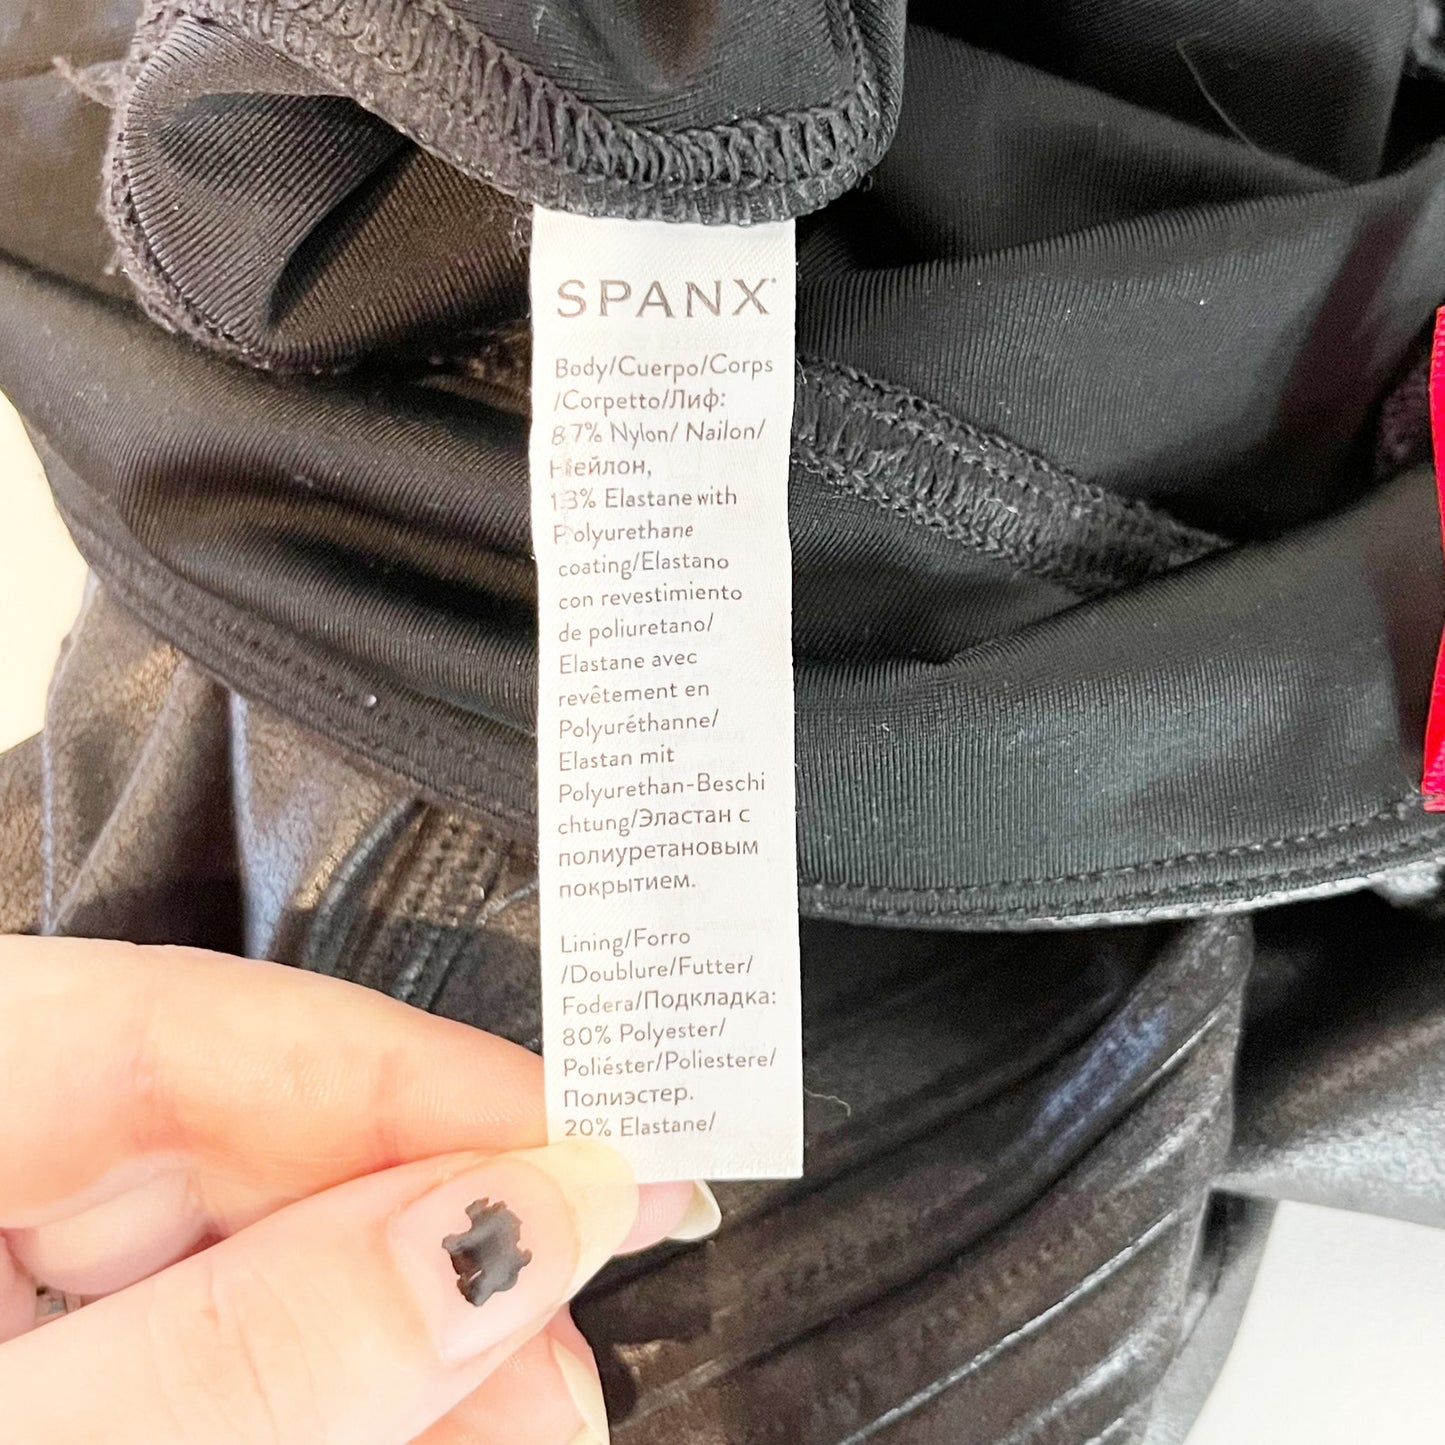 SPANX
Body/Cuerpo/Corps
/Corpetto/Лиф:
87% Nylon/ Nailon/
Нейлон,
13% Elastane with
Polyurethane
coating/Elastano
con revestimiento
de poliuretano/
Elastane avec
revêtement en
Polyuréthanne/
Elastan mit
Polyurethan-Beschi
chtung/Эластан с
полиуретановым
покрытием.
Lining/Forro
/Doublure/Futter/
Fodera/Подкладка:
80% Polyester/
Poliéster/Poliestere/
Полиэстер.
20% Elastane/